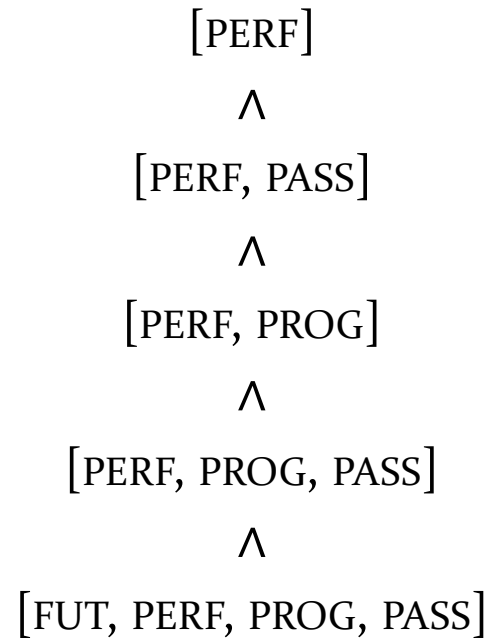 [PERF]
∧
[PERF, PASS]
∧
[PERF, PROG]
∧
[PERF, PROG, PASS]
∧
[FUT, PERF, PROG, PASS]